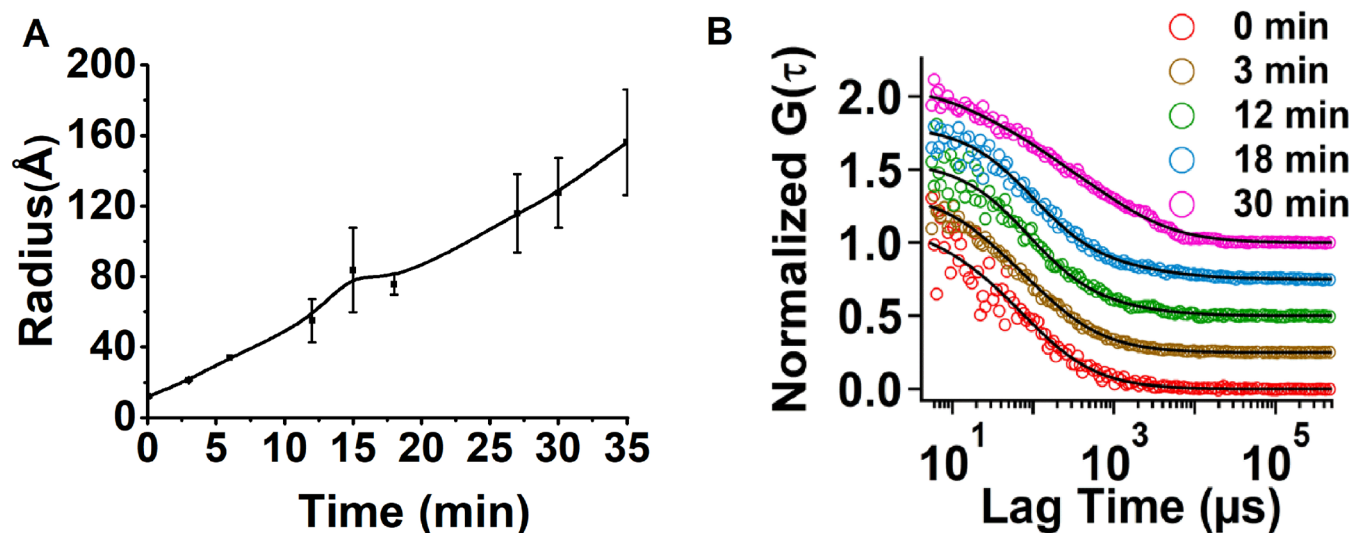 A
Radius(Å)
200
160
120
80
40
0
0 5 10 15 20 25 30 35
Time (min)
B
Normalized G(τ)
2.0
1.5
1.0
0.5
0.0
10¹ 10³ 10⁵
Lag Time (µs)
0 min
3 min
12 min
18 min
30 min